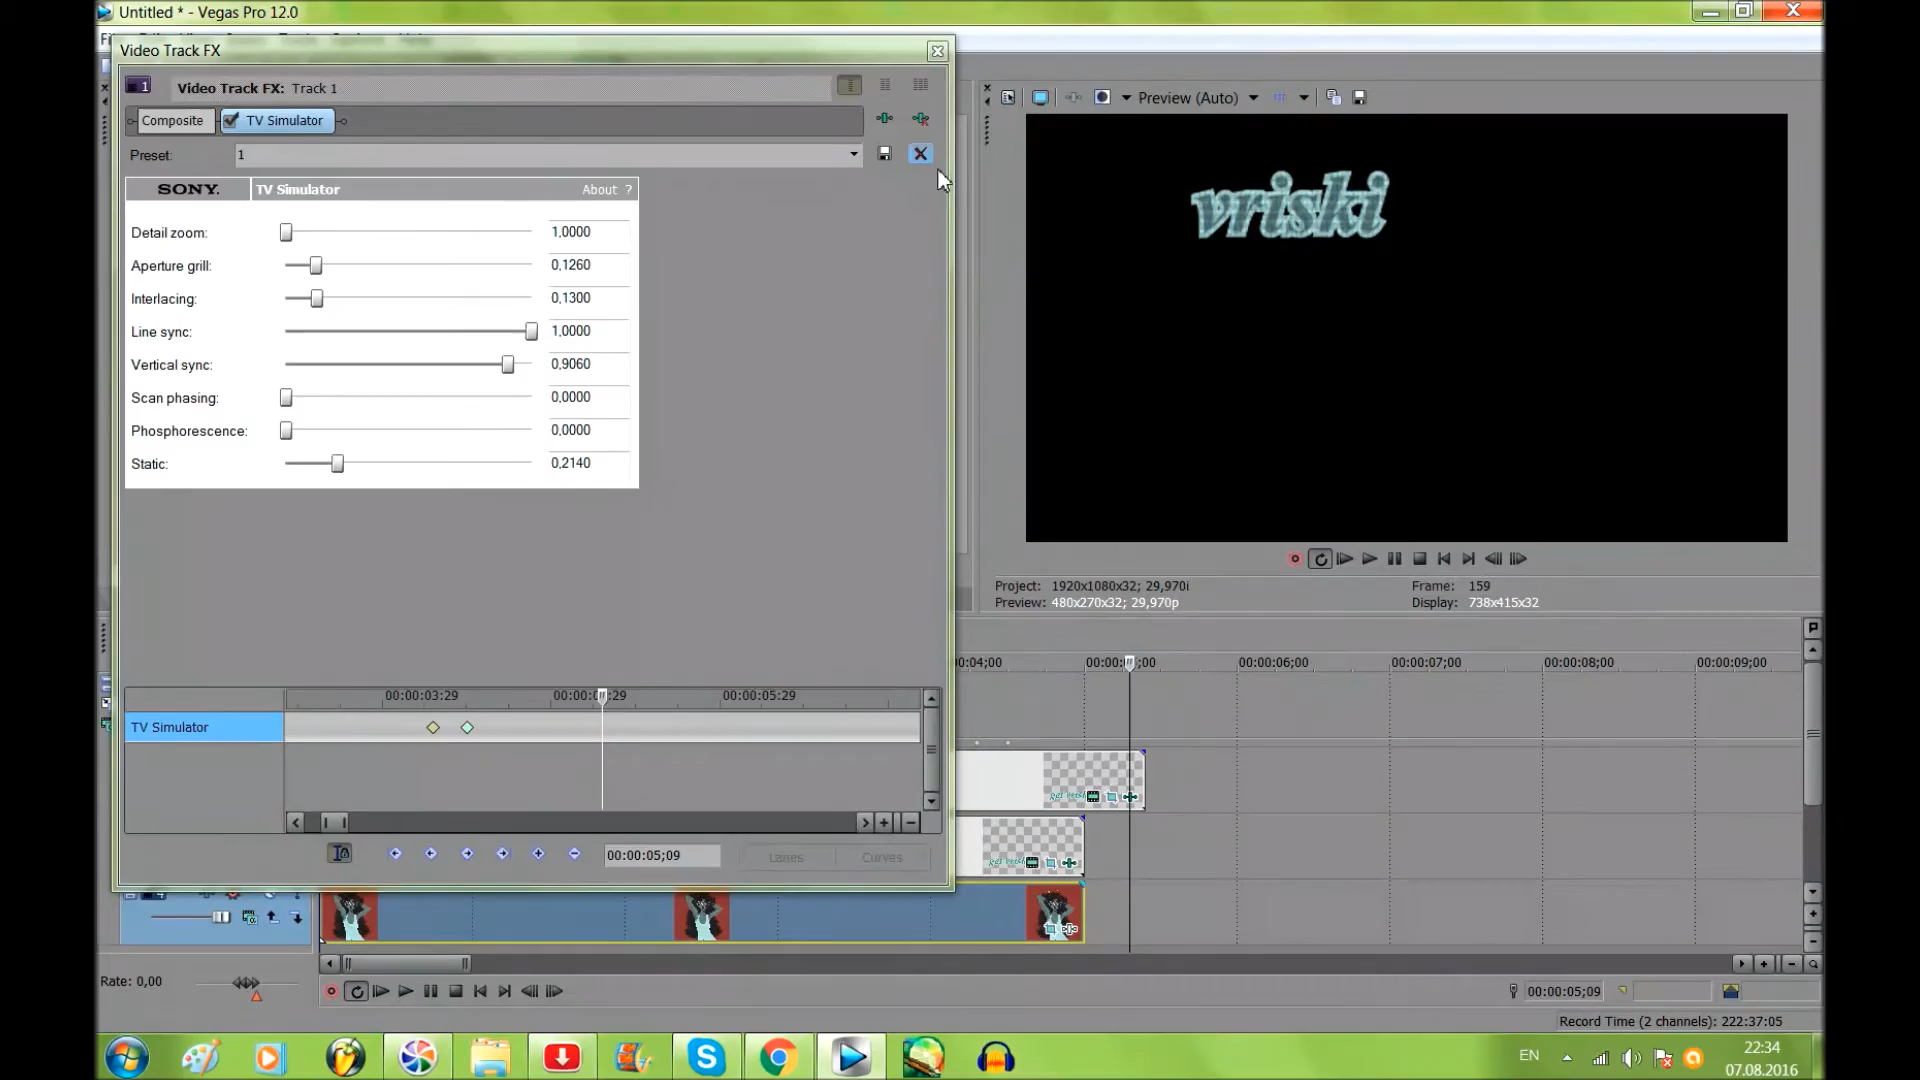 Untitled * - Vegas Pro 12.0
Video Track FX
1
Video Track FX: Track 1
Composite
TV Simulator
Preset:
1
SONY.
TV Simulator
About ?
Detail zoom:
1,0000
Aperture grill:
0,1260
Interlacing:
0,1300
Line sync:
1,0000
Vertical sync:
0,9060
Scan phasing:
0,0000
Phosphorescence:
0,0000
Static:
0,2140
00:00:03:29
00:00:05:29
TV Simulator
00:00:05;09
Lanes
Curves
Preview (Auto)
vriski
Project: 1920x1080x32; 29,970i
Frame: 159
Preview: 480x270x32; 29,970p
Display: 738x415x32
00:00:06;00
00:00:07;00
00:00:08;00
00:00:09;00
Rate: 0,00
00:00:05;09
Record Time (2 channels): 222:37:05
EN
22:34
07.08.2016